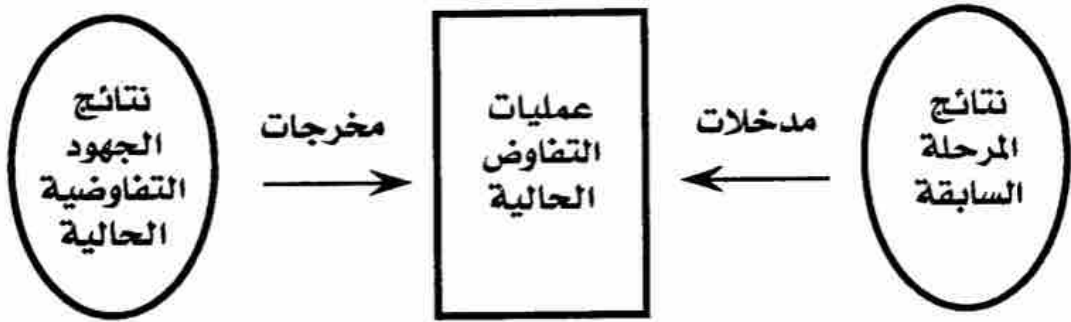 نتائج
المرحلة
السابقة
مدخلات
عمليات
التفاوض
الحالية
مخرجات
نتائج
الجهود
التفاوضية
الحالية